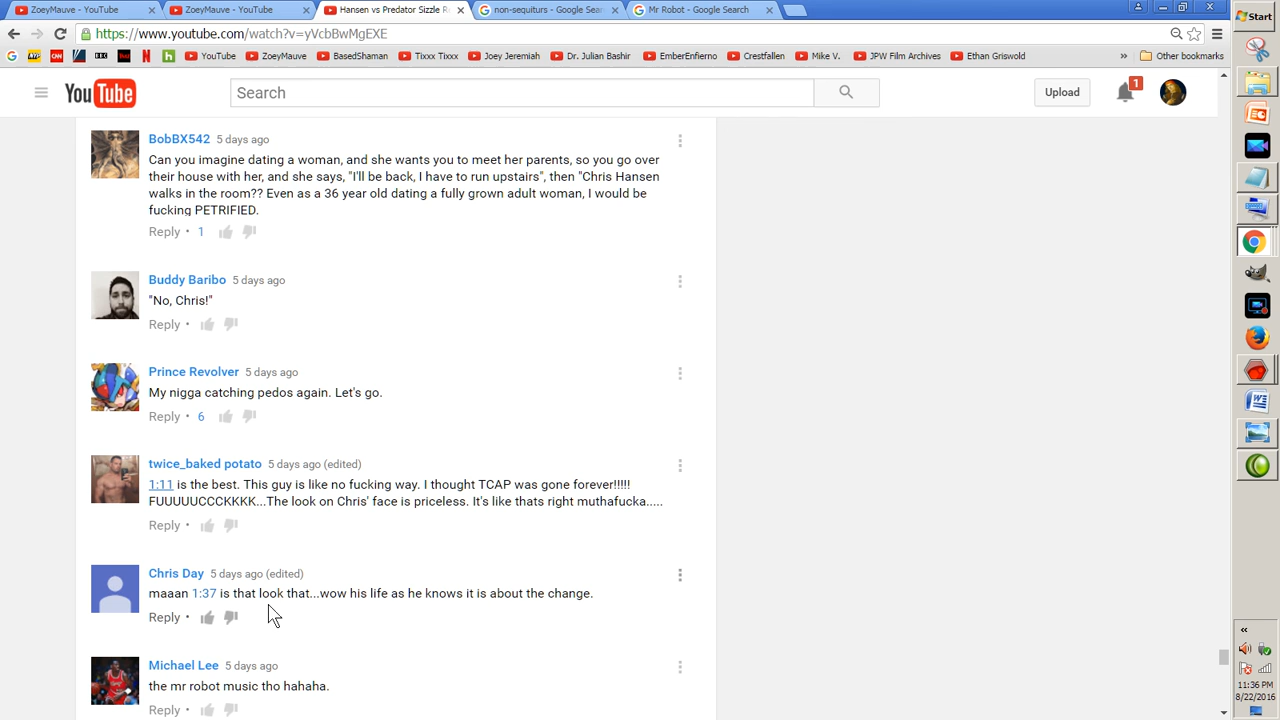 ZoeyMauve - YouTube
ZoeyMauve - YouTube
Hansen vs Predator Sizzle R
non-sequiturs - Google Sear
Mr Robot - Google Search
https://www.youtube.com/watch?v=yVcbBwMgEXE
YouTube
ZoeyMauve
BasedShaman
Tixxx Tixxx
Joey Jeremiah
Dr. Julian Bashir
EmberEnfierno
Crestfallen
Mike V.
JPW Film Archives
Ethan Griswold
»
Other bookmarks
YouTube
Search
Upload
1
BobBX542 5 days ago
Can you imagine dating a woman, and she wants you to meet her parents, so you go over
their house with her, and she says, "I'll be back, I have to run upstairs", then "Chris Hansen
walks in the room?? Even as a 36 year old dating a fully grown adult woman, I would be
fucking PETRIFIED.
Reply • 1
Buddy Baribo 5 days ago
"No, Chris!"
Reply •
Prince Revolver 5 days ago
My nigga catching pedos again. Let's go.
Reply • 6
twice_baked potato 5 days ago (edited)
1:11 is the best. This guy is like no fucking way. I thought TCAP was gone forever!!!!!
FUUUUUCCCKKKK...The look on Chris' face is priceless. It's like thats right muthafucka.....
Reply •
Chris Day 5 days ago (edited)
maaan 1:37 is that look that...wow his life as he knows it is about the change.
Reply •
Michael Lee 5 days ago
the mr robot music tho hahaha.
Reply •
Start
«
11:36 PM
8/22/2016